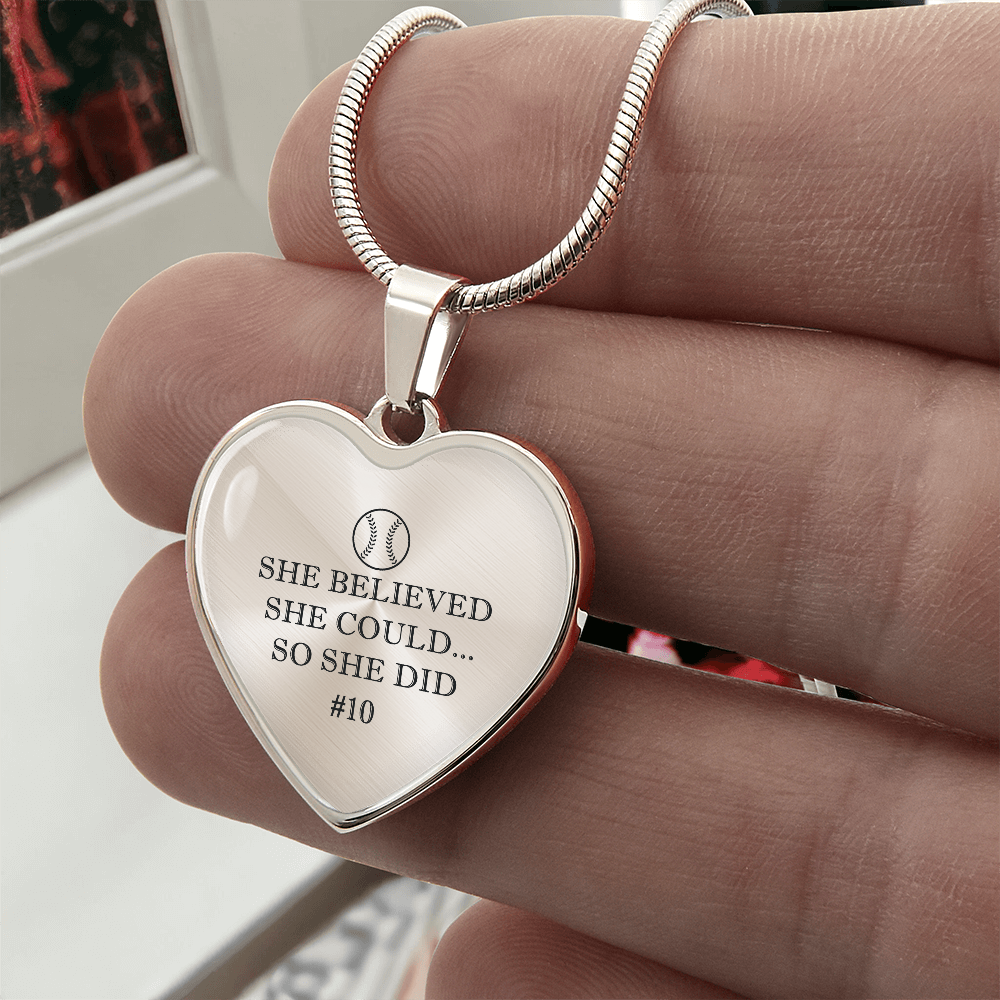 SHE BELIEVED
SHE COULD...
SO SHE DID
#10